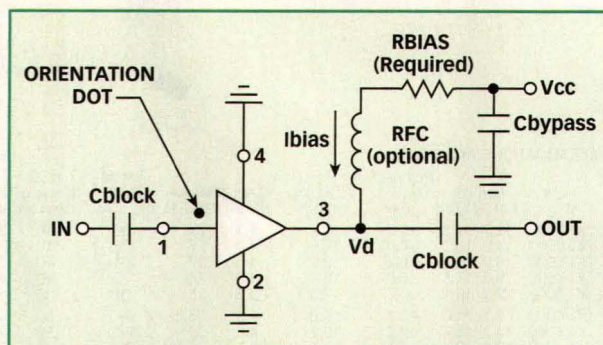 ORIENTATION
DOT
RBIAS
(Required)
Vcc
Cbypass
Ibias
RFC
(optional)
4
Cblock
IN
1
3
Vd
OUT
Cblock
2